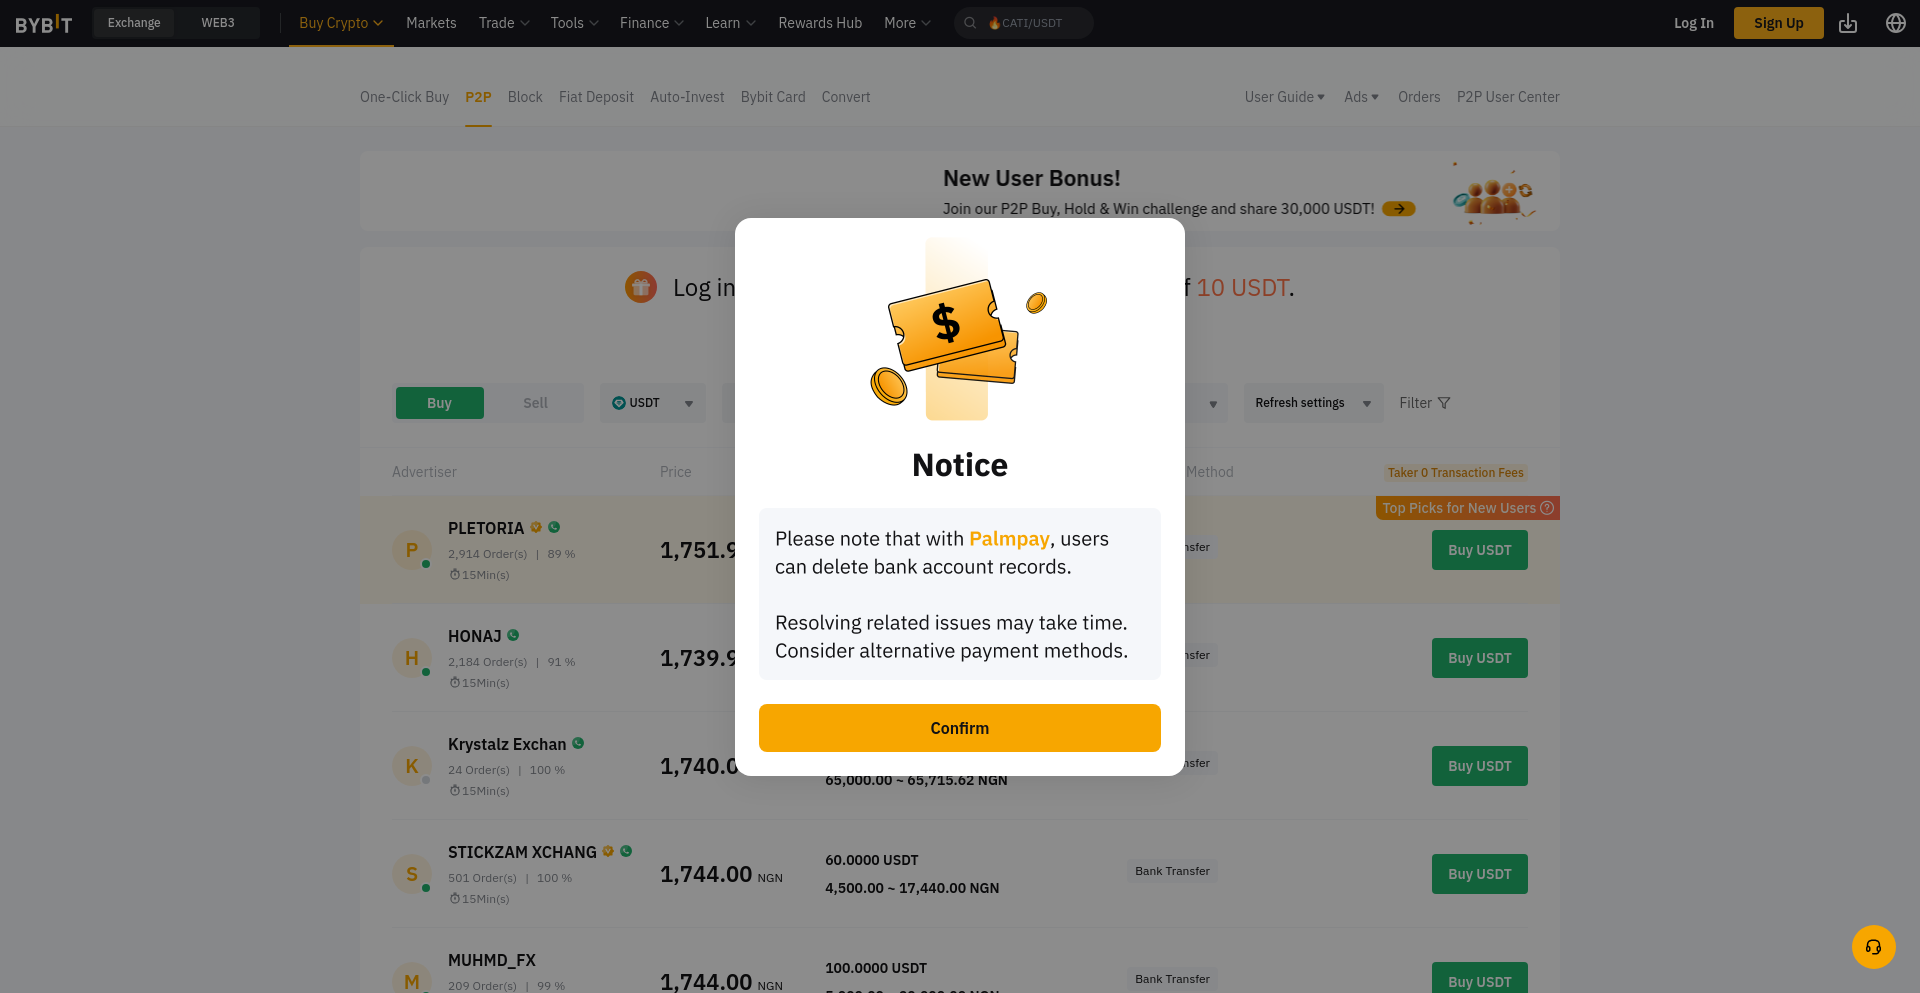 BYBIT
Exchange
WEB3
Buy Crypto
Markets
Trade
Tools
Finance
Learn
Rewards Hub
More
CATI/USDT
Log In
Sign Up
One-Click Buy
P2P
Block
Fiat Deposit
Auto-Invest
Bybit Card
Convert
User Guide
Ads
Orders
P2P User Center
New User Bonus!
Join our P2P Buy, Hold & Win challenge and share 30,000 USDT!
Log in
10 USDT.
Buy
Sell
USDT
Refresh settings
Filter
Advertiser
Price
Method
Taker 0 Transaction Fees
Top Picks for New Users
PLETORIA
2,914 Order(s) | 89 %
15Min(s)
1,751.9
Buy USDT
HONAJ
2,184 Order(s) | 91 %
15Min(s)
1,739.9
Buy USDT
Krystalz Exchan
24 Order(s) | 100 %
15Min(s)
1,740.0
65,000.00 ~ 65,715.62 NGN
Buy USDT
STICKZAM XCHANG
501 Order(s) | 100 %
15Min(s)
1,744.00 NGN
60.0000 USDT
4,500.00 ~ 17,440.00 NGN
Bank Transfer
Buy USDT
MUHMD_FX
209 Order(s) | 99 %
1,744.00 NGN
100.0000 USDT
Bank Transfer
Buy USDT
$
Notice
Please note that with Palmpay, users
can delete bank account records.
Resolving related issues may take time.
Consider alternative payment methods.
Confirm